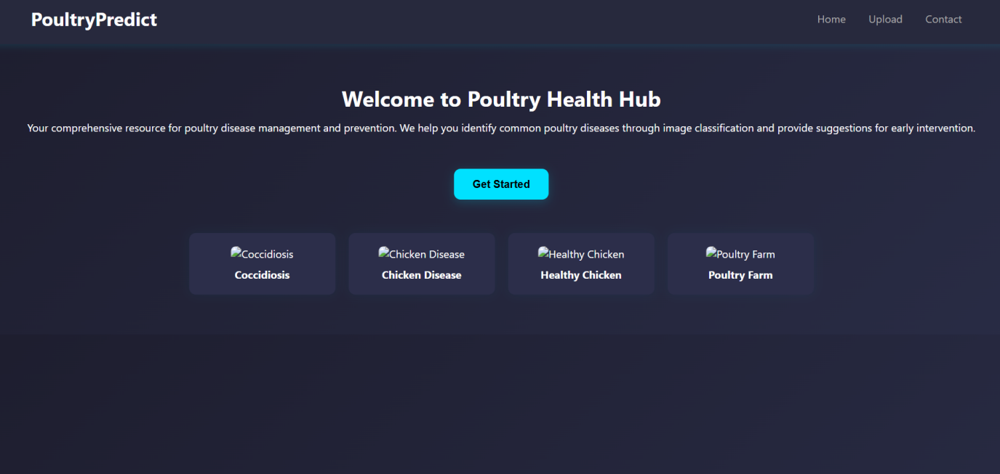 PoultryPredict
Home Upload Contact
Welcome to Poultry Health Hub
Your comprehensive resource for poultry disease management and prevention. We help you identify common poultry diseases through image classification and provide suggestions for early intervention.
Get Started
Coccidiosis Chicken Disease Healthy Chicken Poultry Farm
Coccidiosis Chicken Disease Healthy Chicken Poultry Farm